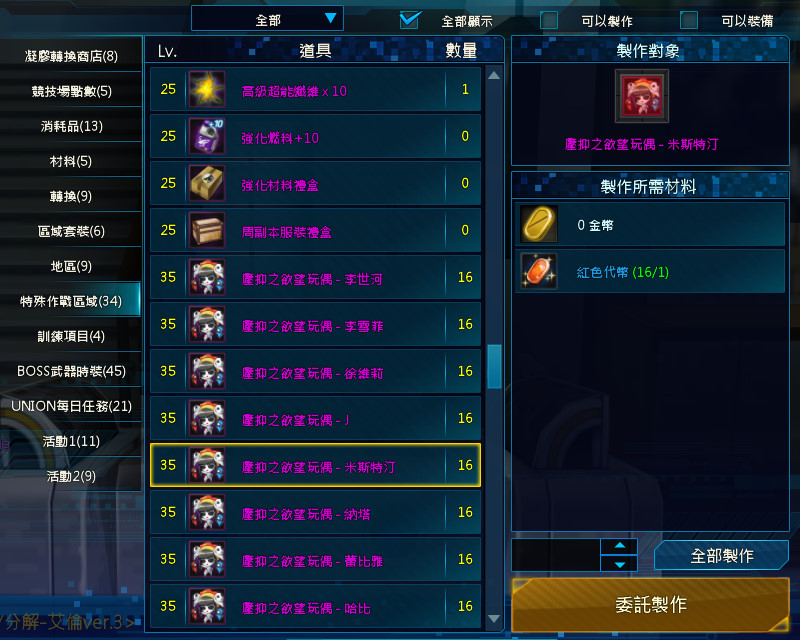 全部
全部顯示
可以製作
可以裝備
凝膠轉換商店(8)
競技場點數(5)
消耗品(13)
材料(5)
轉換(9)
區域套裝(6)
地區(9)
特殊作戰區域(34)
訓練項目(4)
BOSS武器時裝(45)
UNION每日任務(21)
活動1(11)
活動2(9)
/分解-艾倫ver.3>
Lv. 道具 數量
25 高級超能纖維 x 10 1
25 +10 強化燃料+10 0
25 強化材料禮盒 0
25 周副本服裝禮盒 0
35 壓抑之欲望玩偶 - 李世河 16
35 壓抑之欲望玩偶 - 李雪菲 16
35 壓抑之欲望玩偶 - 徐維莉 16
35 壓抑之欲望玩偶 - J 16
35 壓抑之欲望玩偶 - 米斯特汀 16
35 壓抑之欲望玩偶 - 納塔 16
35 壓抑之欲望玩偶 - 蕾比雅 16
35 壓抑之欲望玩偶 - 哈比 16
製作對象
壓抑之欲望玩偶 - 米斯特汀
製作所需材料
0 金幣
紅色代幣 (16/1)
全部製作
委託製作